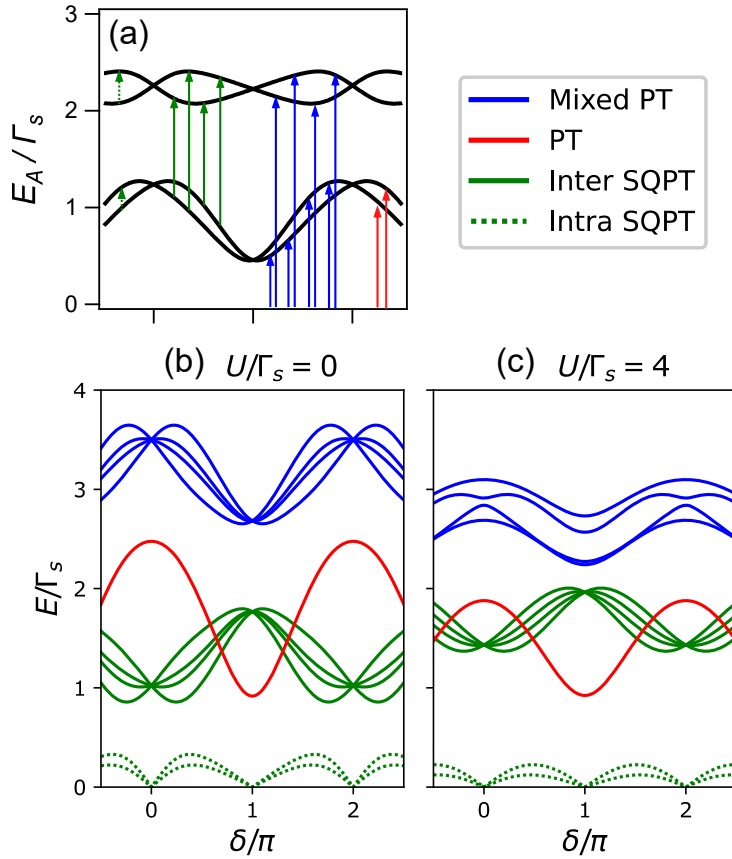 (a)
E_A / Γ_s
3
2
1
0
Mixed PT
PT
Inter SQPT
Intra SQPT
(b) U/Γ_s = 0
(c) U/Γ_s = 4
E/Γ_s
4
3
2
1
0
0 1 2
0 1 2
δ/π
δ/π